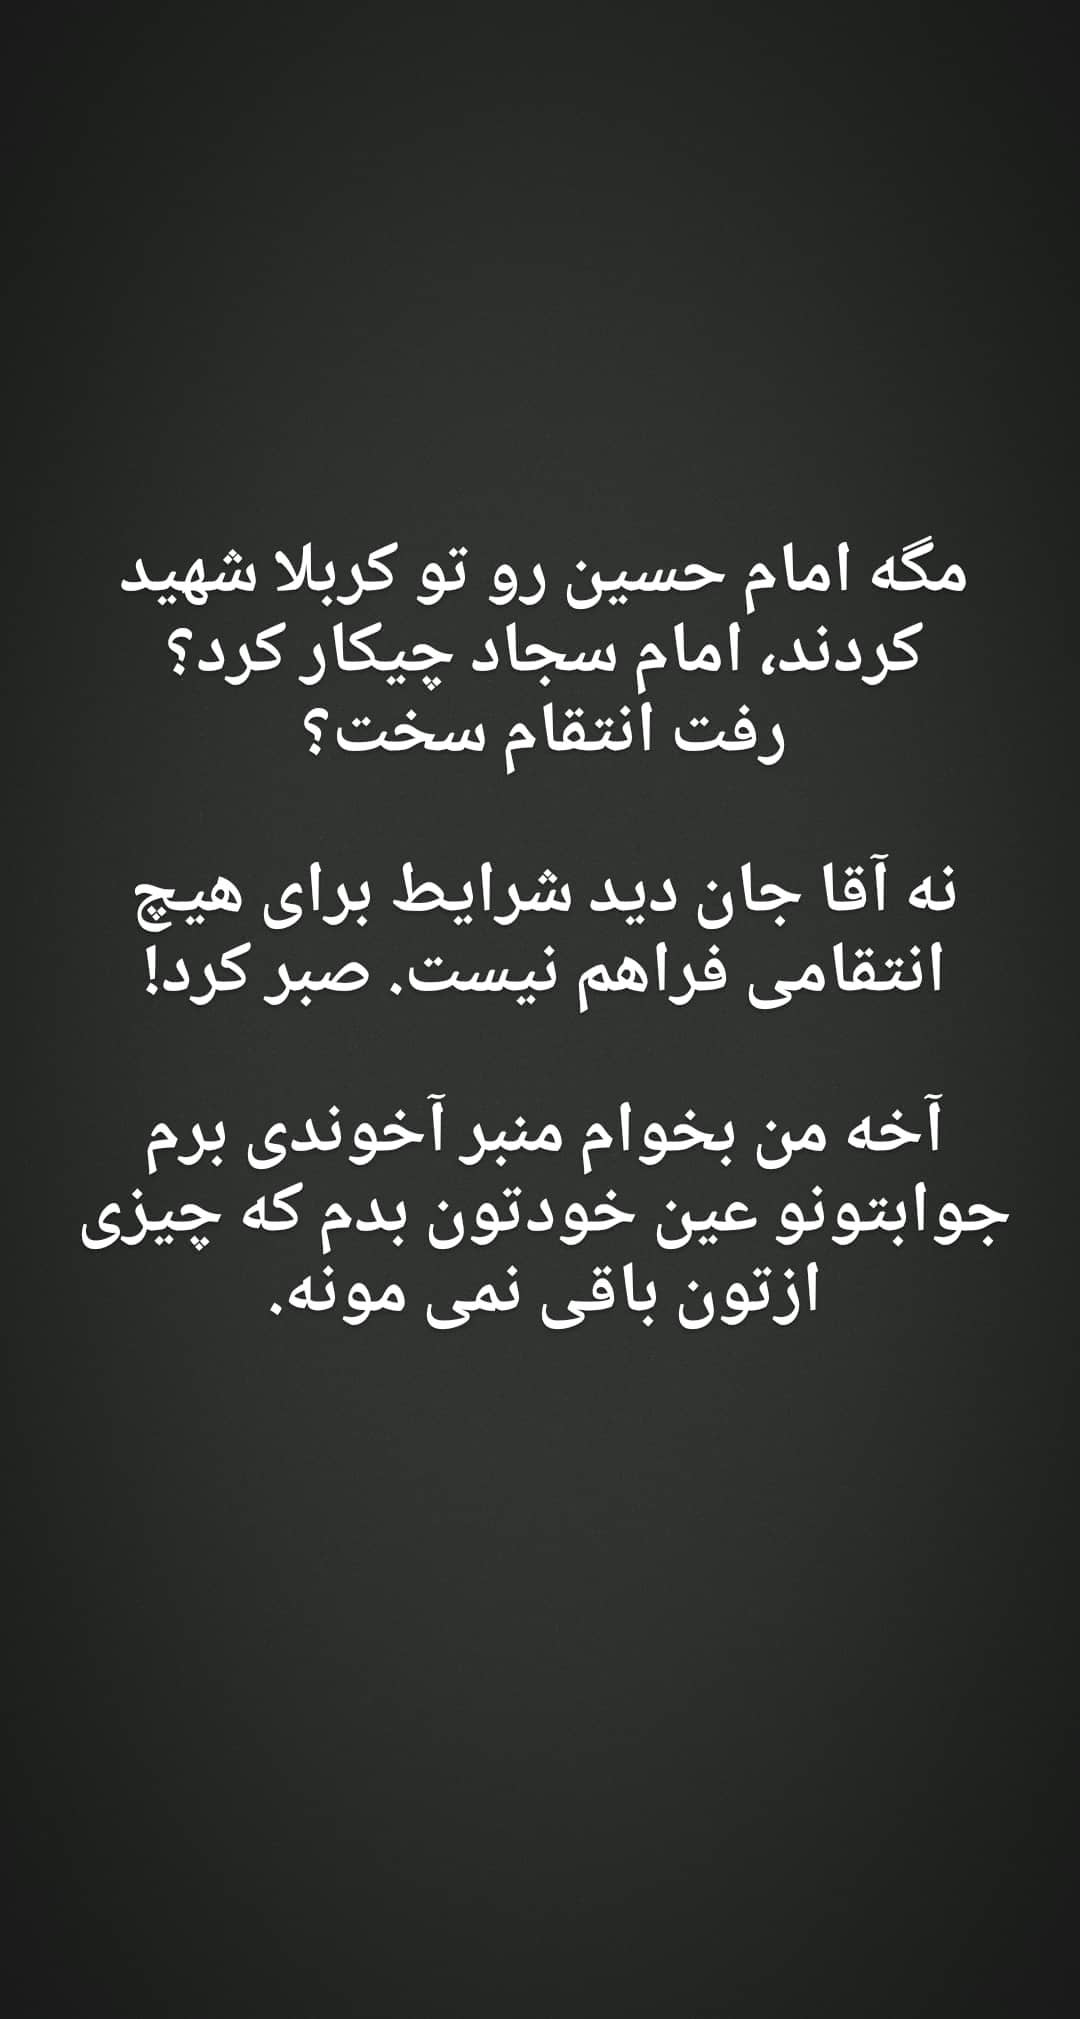 مگه امام حسین رو تو کربلا شهید
کردند، امام سجاد چیکار کرد؟
رفت انتقام سخت؟
نه آقا جان دید شرایط برای هیچ
انتقامی فراهم نیست. صبر کرد!
آخه من بخوام منبر آخوندی برم
جوابتونو عین خودتون بدم که چیزی
ازتون باقی نمی مونه.